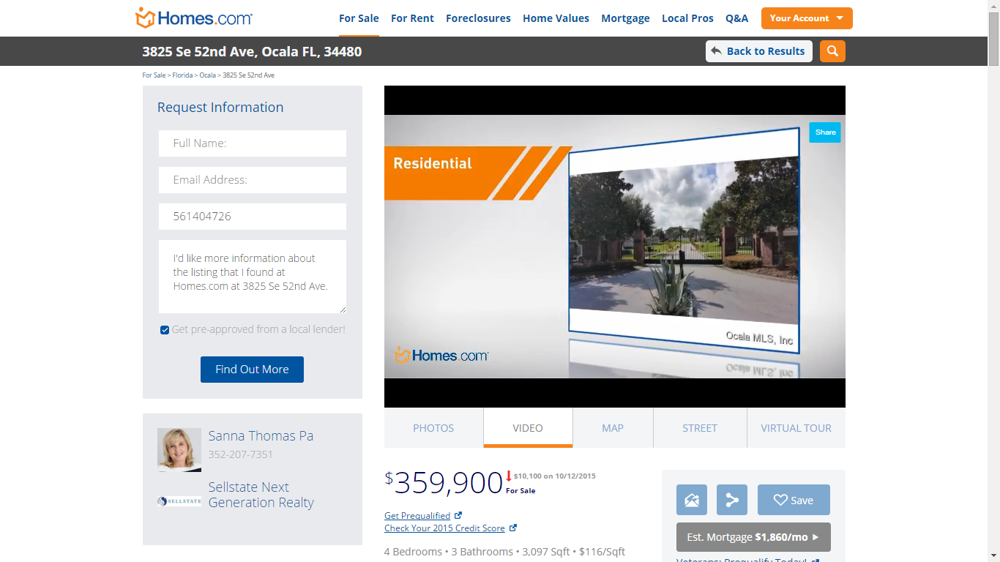 Homes.com
For Sale For Rent Foreclosures Home Values Mortgage Local Pros Q&A Your Account
3825 Se 52nd Ave, Ocala FL, 34480
Back to Results
For Sale > Florida > Ocala > 3825 Se 52nd Ave
Request Information
Full Name:
Email Address:
561404726
I'd like more information about
the listing that I found at
Homes.com at 3825 Se 52nd Ave.
Get pre-approved from a local lender!
Find Out More
Sanna Thomas Pa
352-207-7351
SELLSTATE
Sellstate Next
Generation Realty
Share
Residential
Ocala MLS, Inc
Homes.com
PHOTOS VIDEO MAP STREET VIRTUAL TOUR
$359,900
$10,100 on 10/12/2015
For Sale
Get Prequalified
Check Your 2015 Credit Score
4 Bedrooms • 3 Bathrooms • 3,097 Sqft • $116/Sqft
Save
Est. Mortgage $1,860/mo
Veterans: Prequalify Today!